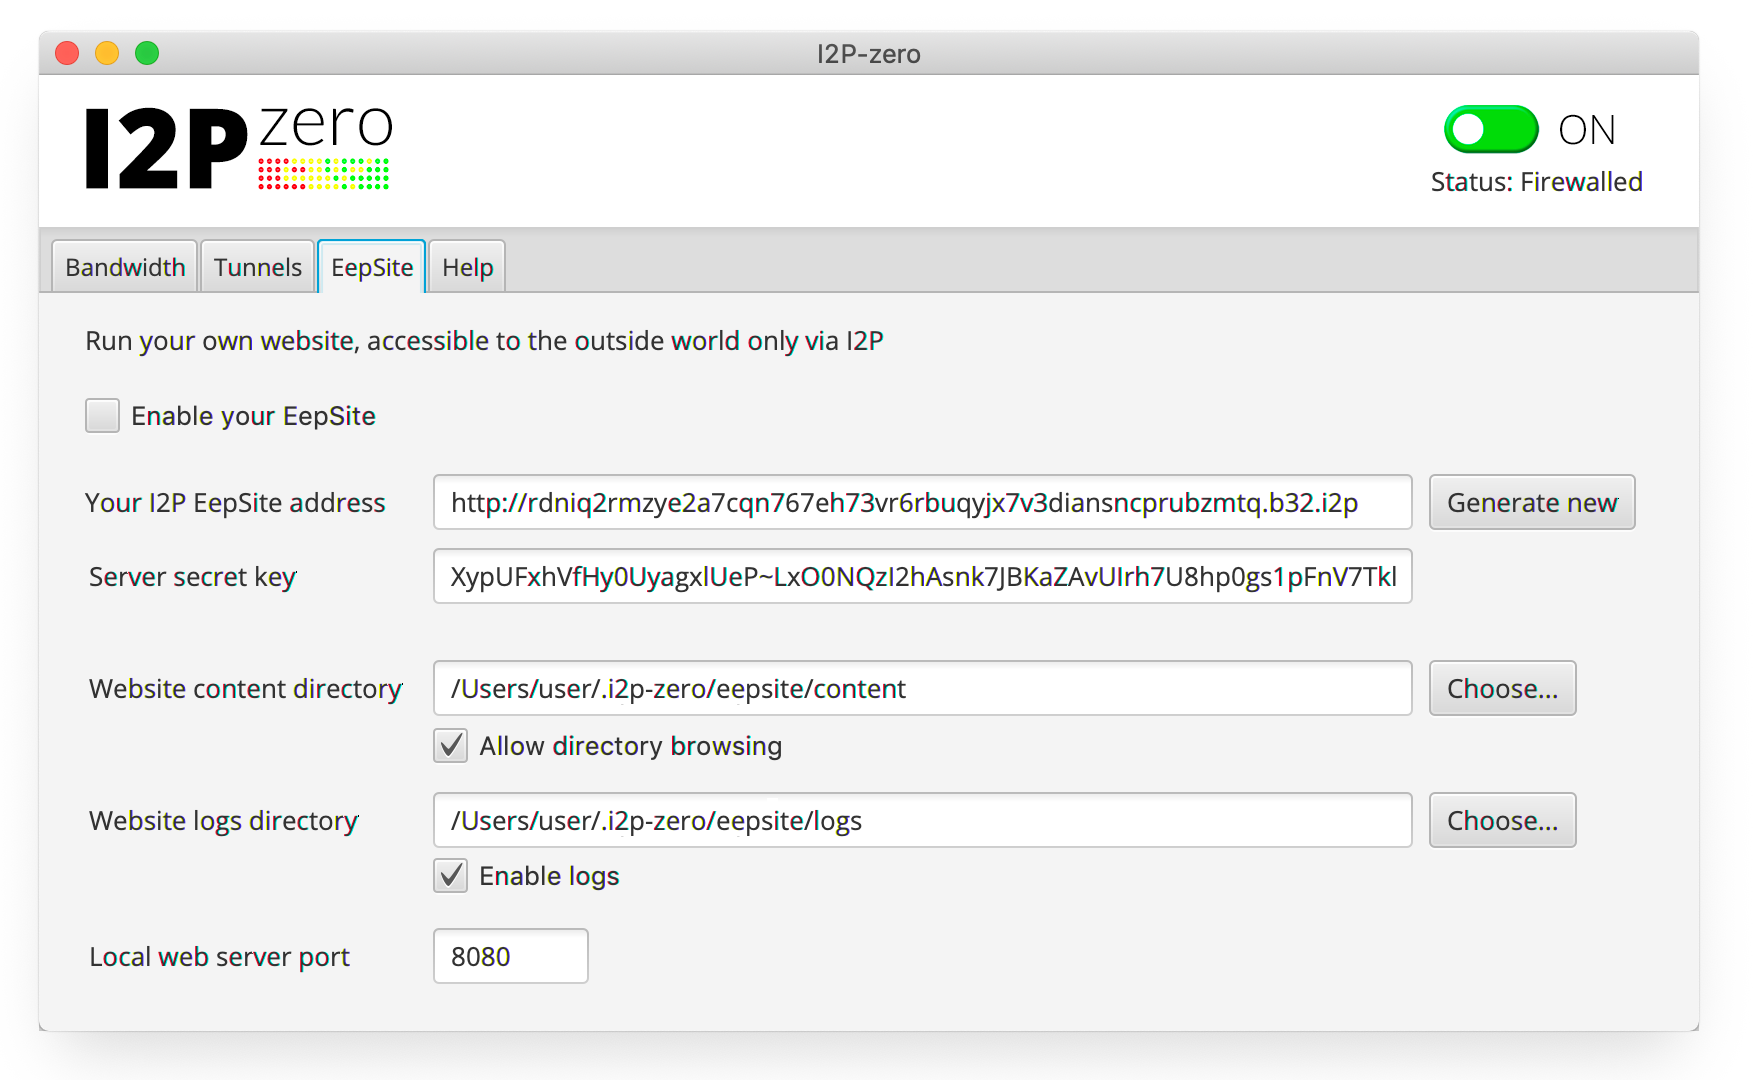 I2P-zero
I2P zero
ON
Status: Firewalled
Bandwidth Tunnels EepSite Help
Run your own website, accessible to the outside world only via I2P
Enable your EepSite
Your I2P EepSite address http://rdniq2rmzye2a7cqn767eh73vr6rbuqyjx7v3diansncprubzmtq.b32.i2p Generate new
Server secret key XypUFxhVfHy0UyagxlUeP~LxO0NQzI2hAsnk7JBKaZAvUIrh7U8hp0gs1pFnV7Tkl
Website content directory /Users/user/.i2p-zero/eepsite/content Choose...
Allow directory browsing
Website logs directory /Users/user/.i2p-zero/eepsite/logs Choose...
Enable logs
Local web server port 8080